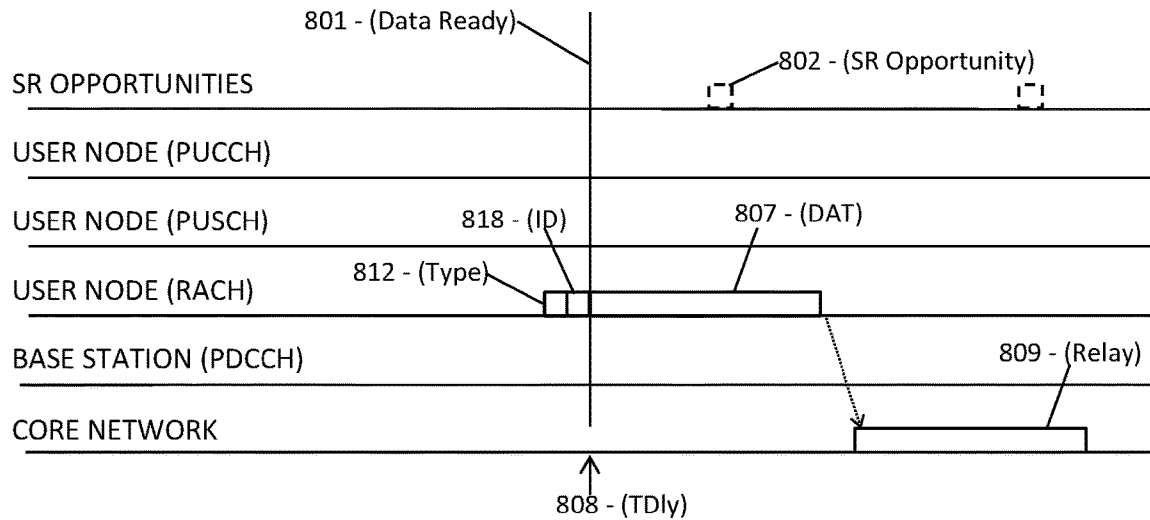 801 - (Data Ready)
802 - (SR Opportunity)
SR OPPORTUNITIES
USER NODE (PUCCH)
USER NODE (PUSCH)
818 - (ID)
807 - (DAT)
812 - (Type)
USER NODE (RACH)
BASE STATION (PDCCH)
809 - (Relay)
CORE NETWORK
808 - (TDly)